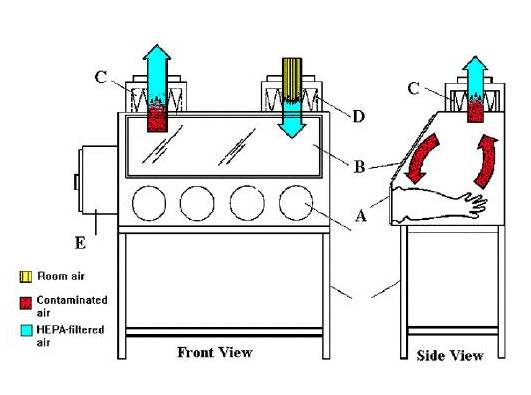 C
D
C
B
A
E
Room air
Contaminated
air
HEPA-filtered
air
Front View
Side View